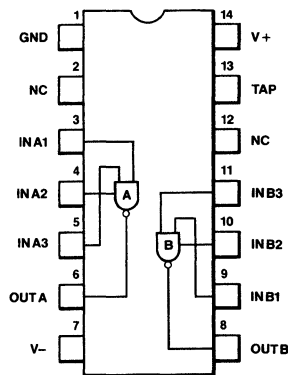 1 14
GND V+
2 13
NC TAP
3 12
INA1 NC
4 11
INA2 A INB3
5 10
INA3 B INB2
6 9
OUTA INB1
7 8
V− OUTB